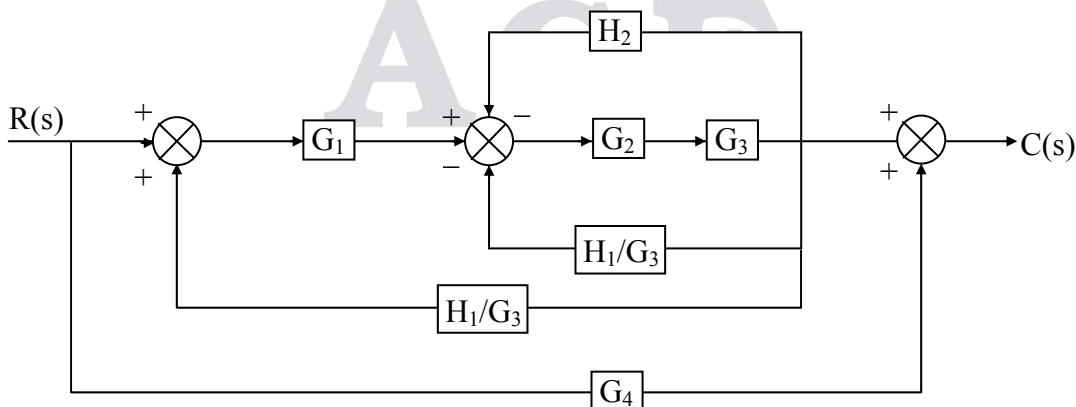 H₂
+ + − +
R(s) G₁ G₂ G₃ C(s)
+ − +
H₁/G₃
H₁/G₃
G₄